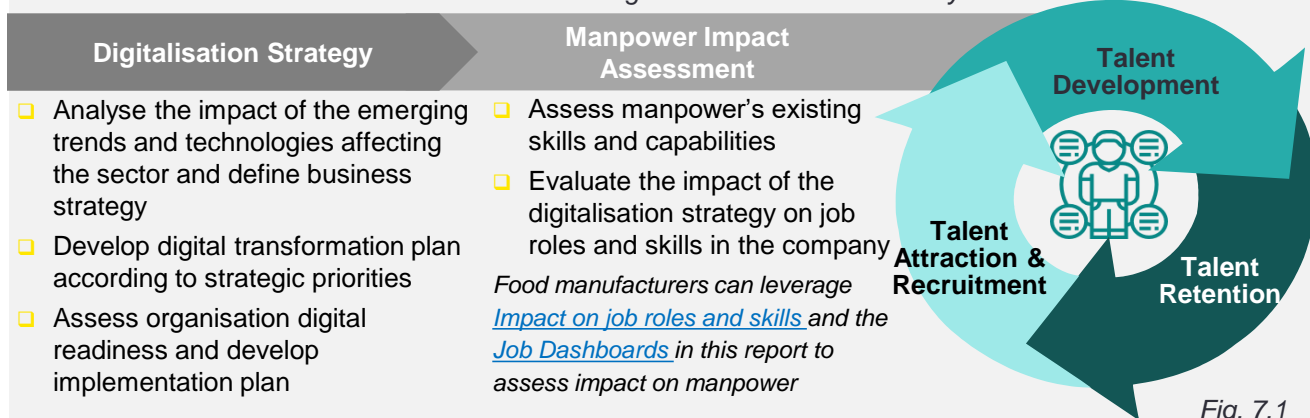 Digitalisation Strategy
Manpower Impact
Assessment
Analyse the impact of the emerging
trends and technologies affecting
the sector and define business
strategy
Develop digital transformation plan
according to strategic priorities
Assess organisation digital
readiness and develop
implementation plan
Assess manpower's existing
skills and capabilities
Evaluate the impact of the
digitalisation strategy on job
roles and skills in the company
Food manufacturers can leverage
Impact on job roles and skills and the
Job Dashboards in this report to
assess impact on manpower
Talent
Development
Talent
Attraction &
Recruitment
Talent
Retention
Fig. 7.1